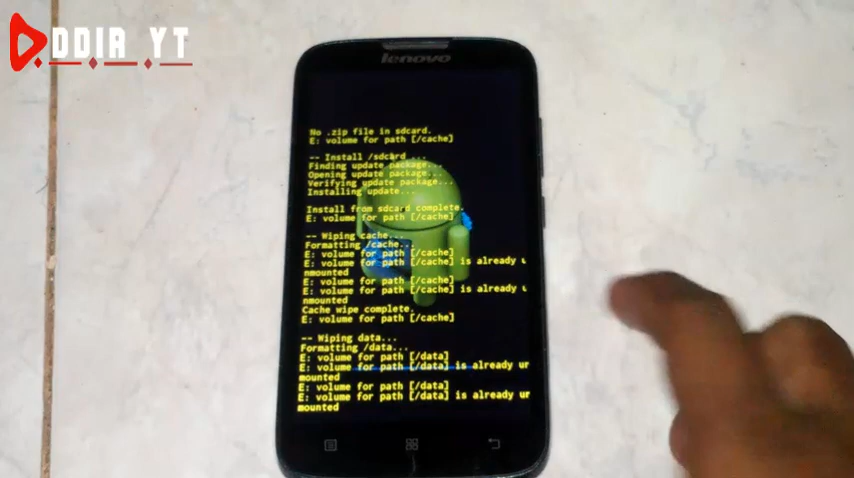 DDIR YT
lenovo
No .zip file in sdcard.
E: volume for path [/cache]
-- Install /sdcard ...
Finding update package...
Opening update package...
Verifying update package...
Installing update...
Install from sdcard complete.
E: volume for path [/cache]
-- Wiping cache...
Formatting /cache...
E: volume for path [/cache]
E: volume for path [/cache] is already u
nmounted
E: volume for path [/cache]
E: volume for path [/cache] is already u
nmounted
Cache wipe complete.
E: volume for path [/cache]
-- Wiping data...
Formatting /data...
E: volume for path [/data]
E: volume for path [/data] is already un
mounted
E: volume for path [/data]
E: volume for path [/data] is already un
mounted